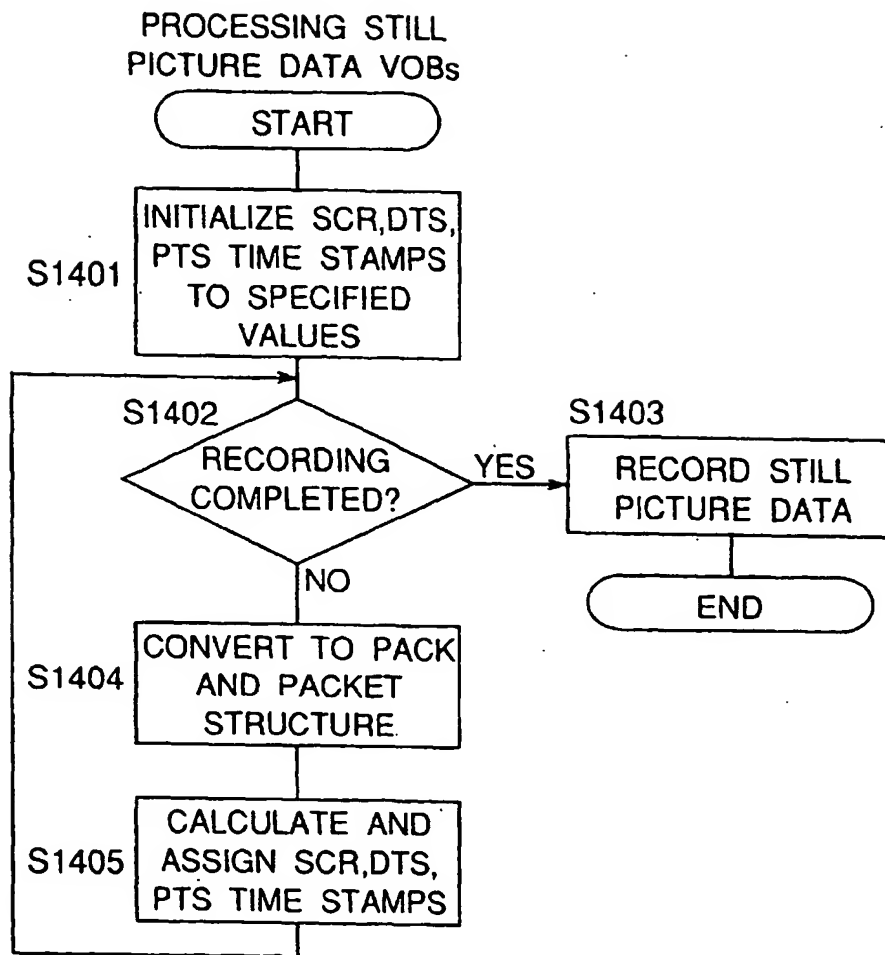 PROCESSING STILL
PICTURE DATA VOBs
START
S1401
INITIALIZE SCR,DTS,
PTS TIME STAMPS
TO SPECIFIED
VALUES
S1402
RECORDING
COMPLETED?
YES
S1403
RECORD STILL
PICTURE DATA
END
NO
S1404
CONVERT TO PACK
AND PACKET
STRUCTURE
S1405
CALCULATE AND
ASSIGN SCR,DTS,
PTS TIME STAMPS